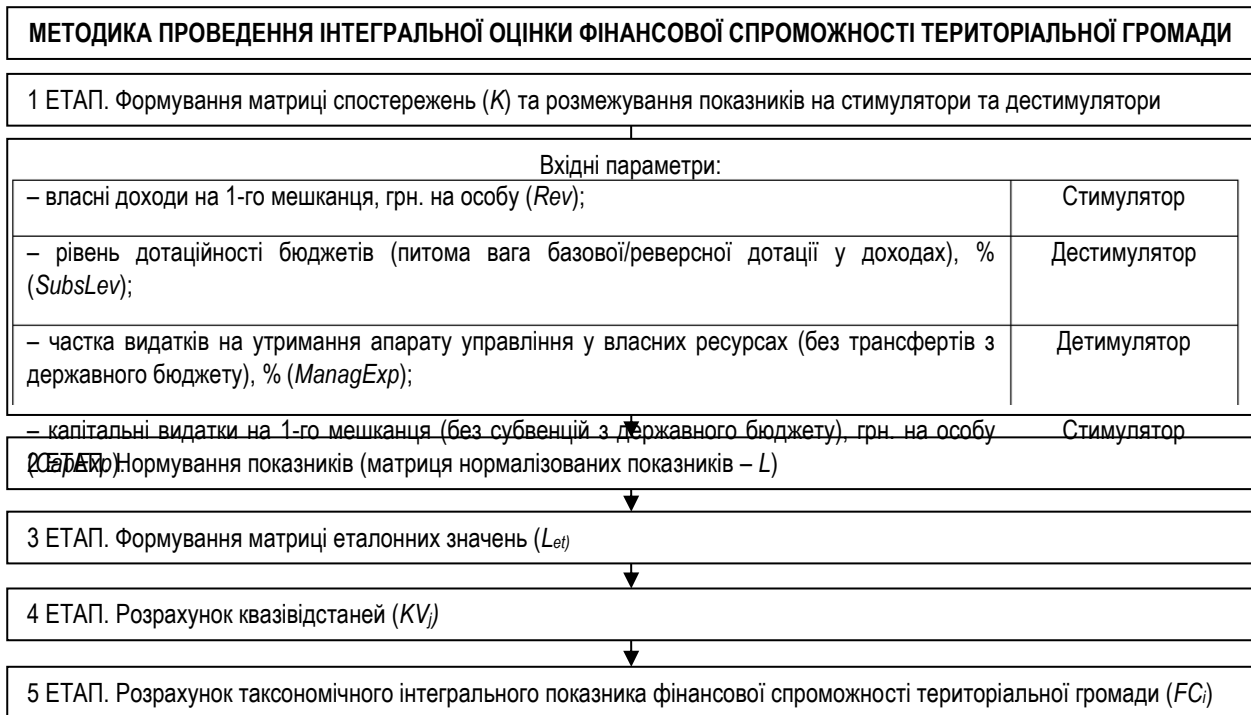 МЕТОДИКА ПРОВЕДЕННЯ ІНТЕГРАЛЬНОЇ ОЦІНКИ ФІНАНСОВОЇ СПРОМОЖНОСТІ ТЕРИТОРІАЛЬНОЇ ГРОМАДИ
1 ЕТАП. Формування матриці спостережень (K) та розмежування показників на стимулятори та дестимулятори
Вхідні параметри:
– власні доходи на 1-го мешканця, грн. на особу (Rev); Стимулятор
– рівень дотаційності бюджетів (питома вага базової/реверсної дотації у доходах), % Дестимулятор
(SubsLev);
– частка видатків на утримання апарату управління у власних ресурсах (без трансфертів з Детимулятор
державного бюджету), % (ManagExp);
– капітальні видатки на 1-го мешканця (без субвенцій з державного бюджету), грн. на особу Стимулятор
(CapExp).
2 ЕТАП. Нормування показників (матриця нормалізованих показників – L)
3 ЕТАП. Формування матриці еталонних значень (Let)
4 ЕТАП. Розрахунок квазівідстаней (KVj)
5 ЕТАП. Розрахунок таксономічного інтегрального показника фінансової спроможності територіальної громади (FCi)